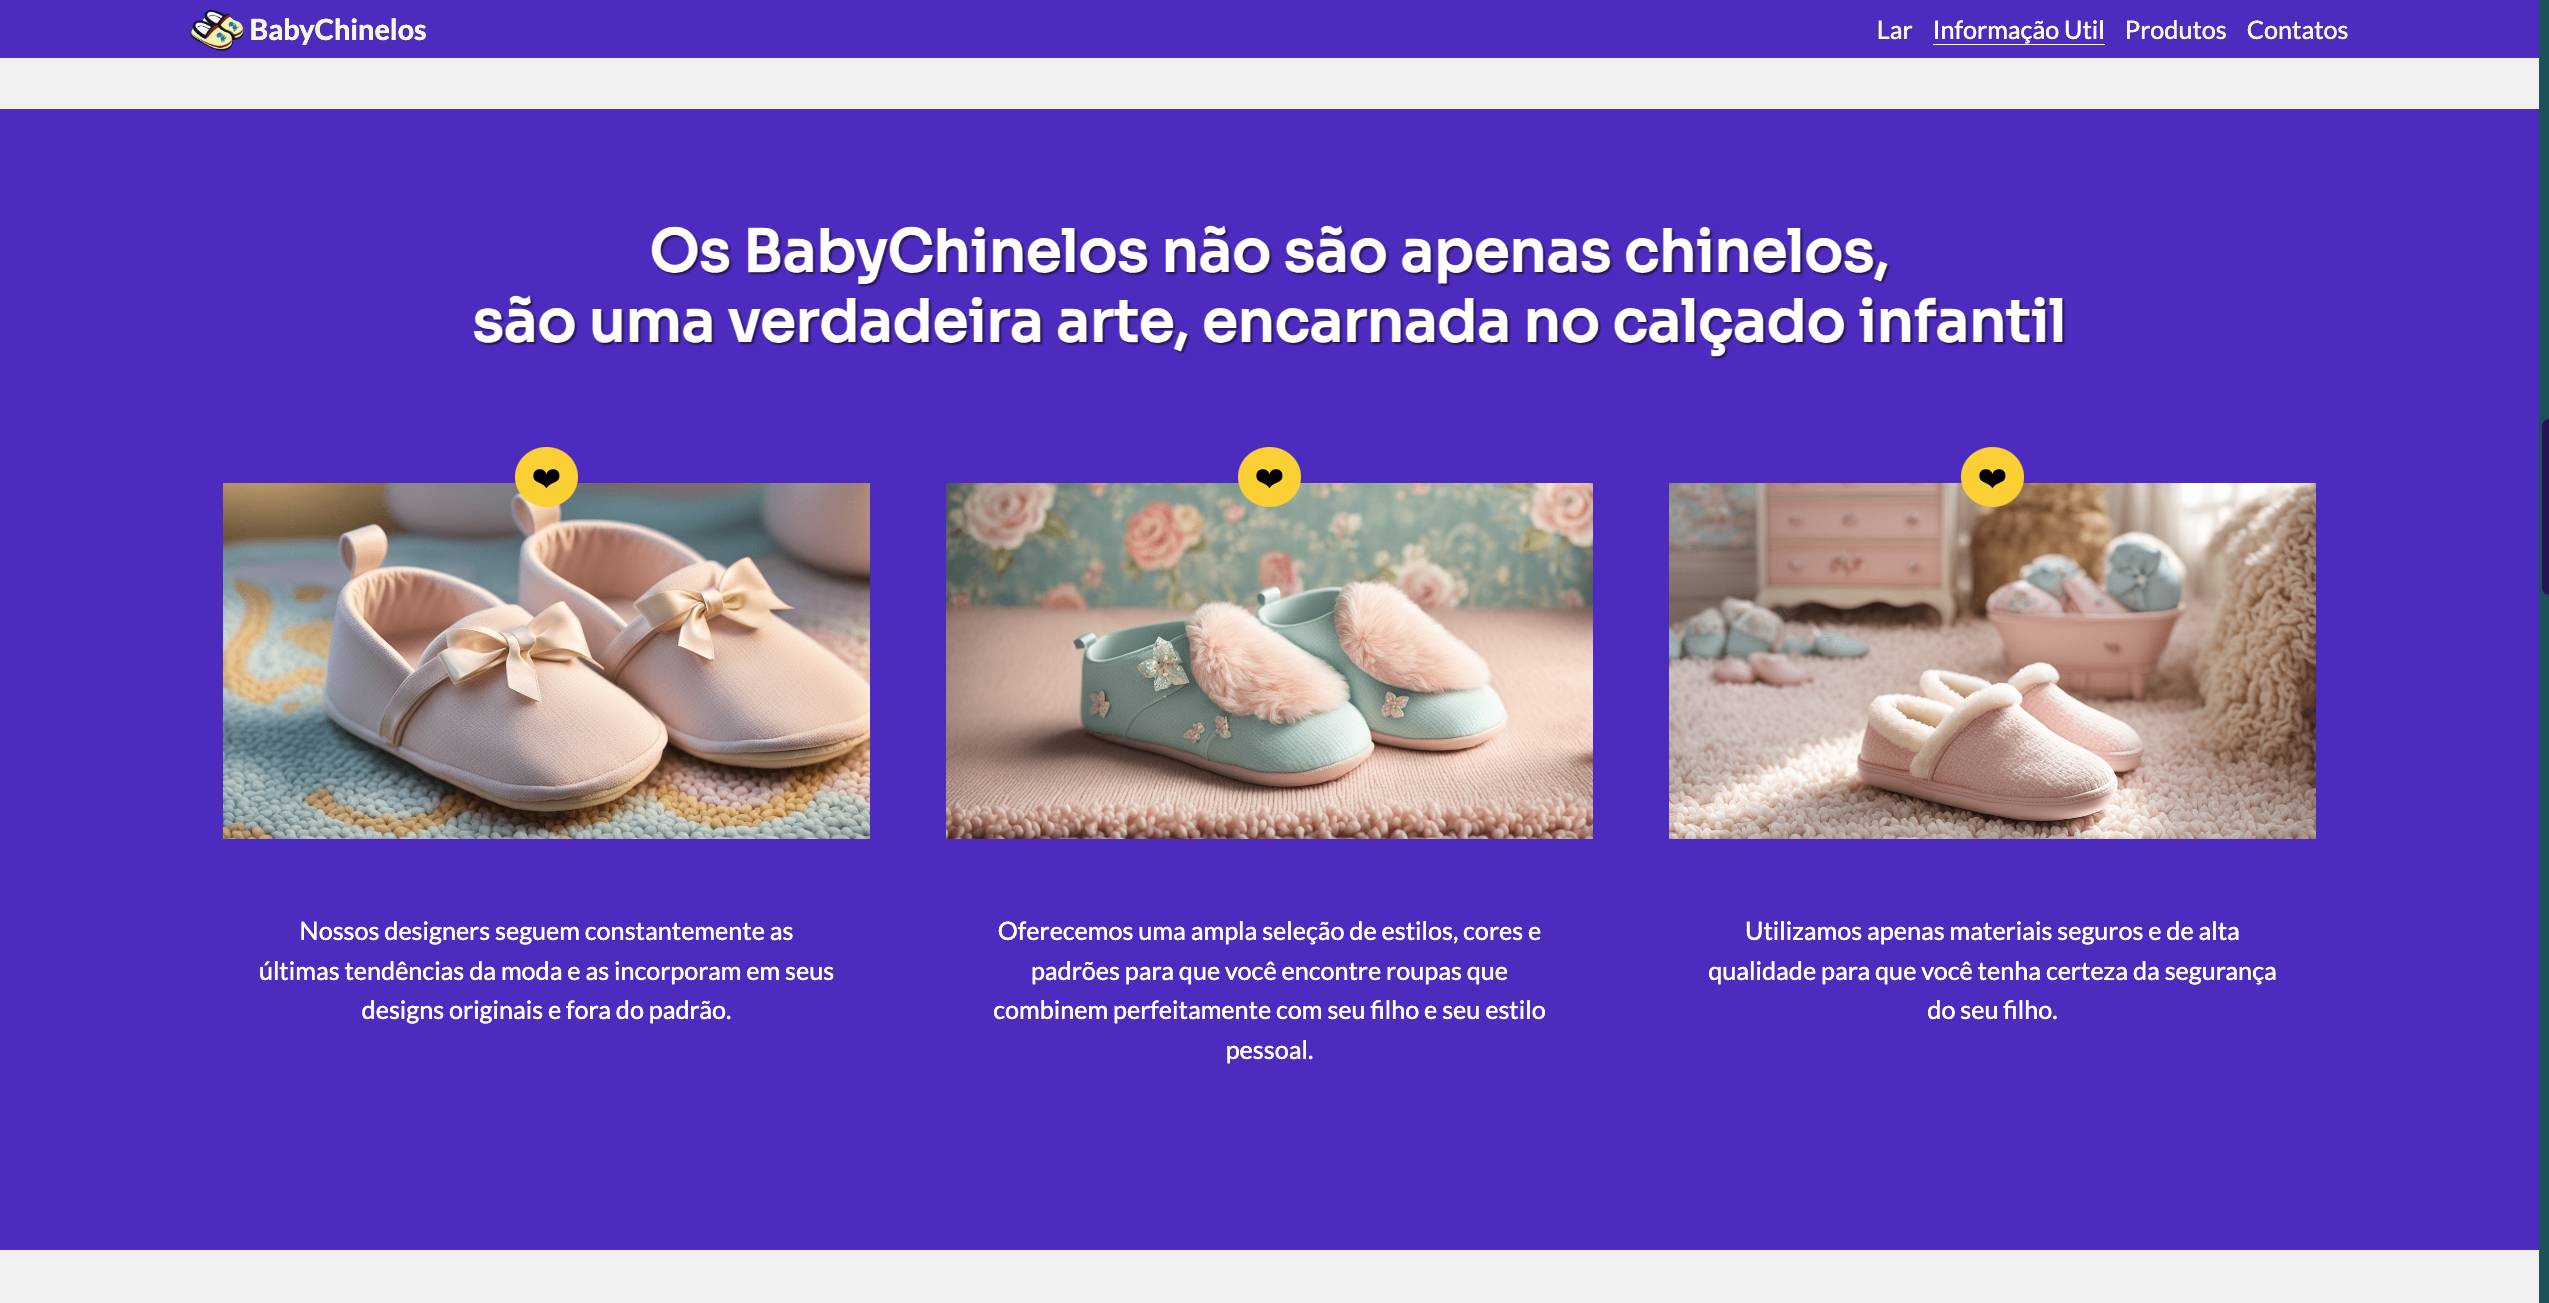 BabyChinelos
Lar Informação Util Produtos Contatos
Os BabyChinelos não são apenas chinelos,
são uma verdadeira arte, encarnada no calçado infantil
Nossos designers seguem constantemente as
últimas tendências da moda e as incorporam em seus
designs originais e fora do padrão.
Oferecemos uma ampla seleção de estilos, cores e
padrões para que você encontre roupas que
combinem perfeitamente com seu filho e seu estilo
pessoal.
Utilizamos apenas materiais seguros e de alta
qualidade para que você tenha certeza da segurança
do seu filho.